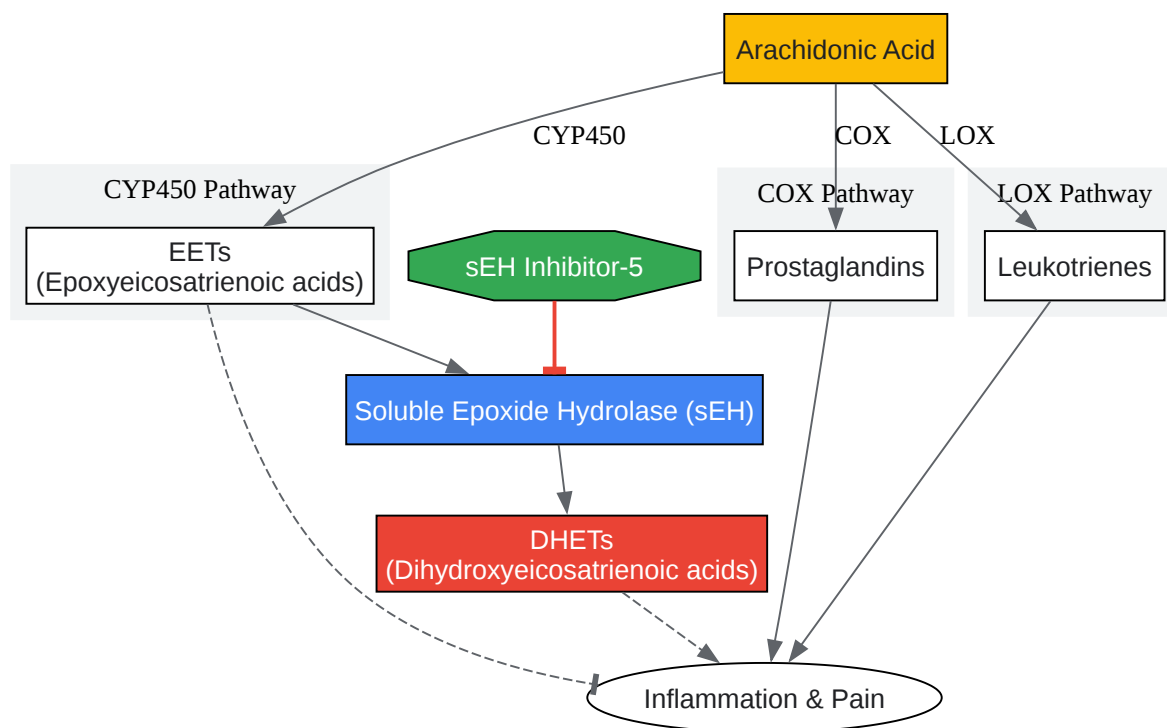 Arachidonic Acid
CYP450
COX
LOX
CYP450 Pathway
COX Pathway
LOX Pathway
EETs
(Epoxyeicosatrienoic acids)
sEH Inhibitor-5
Prostaglandins
Leukotrienes
Soluble Epoxide Hydrolase (sEH)
DHETs
(Dihydroxyeicosatrienoic acids)
Inflammation & Pain